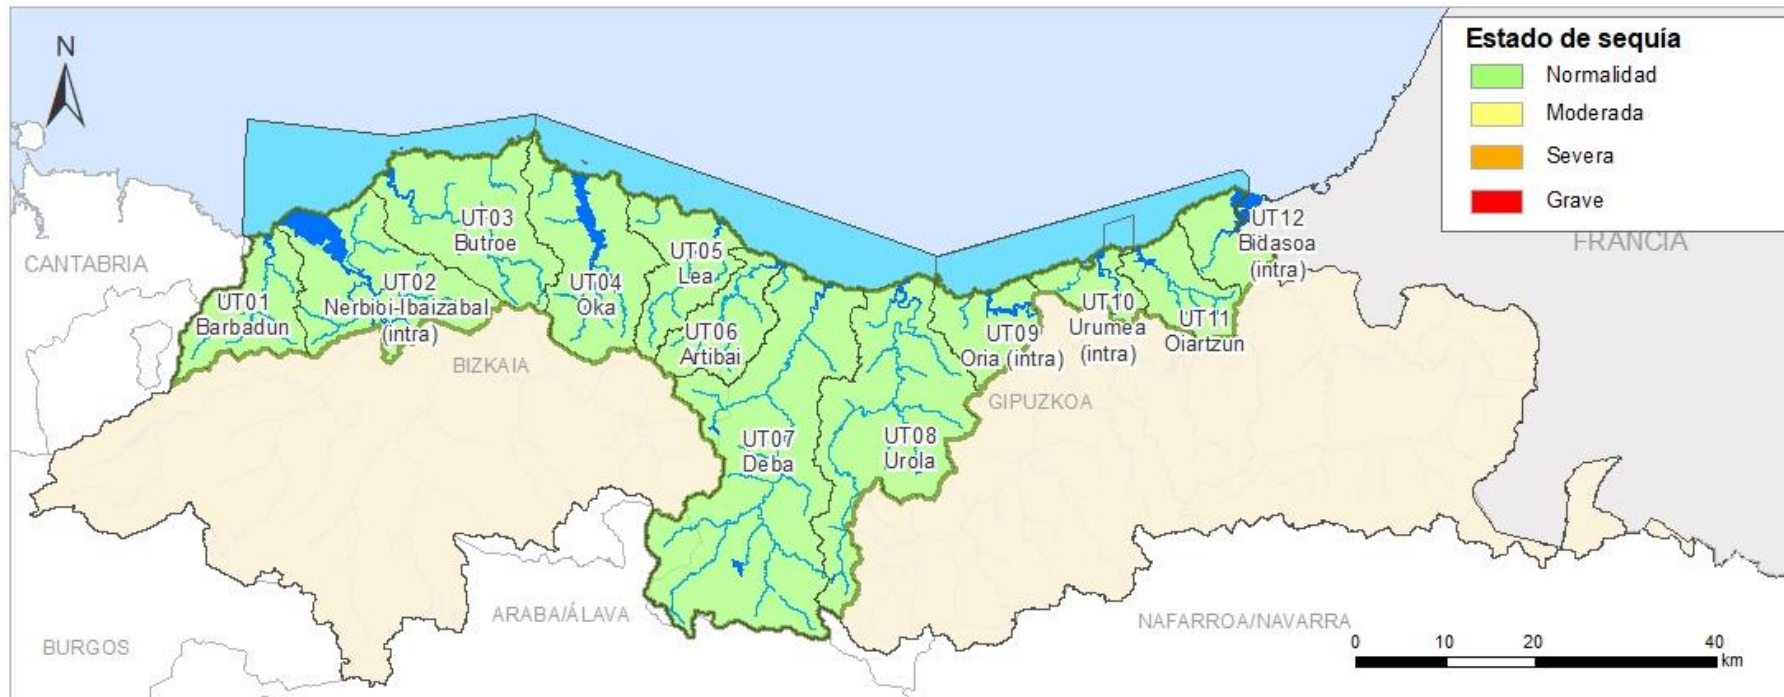 N
Estado de sequía
Normalidad
Moderada
Severa
Grave
FRANCIA
CANTABRIA
UT01
Barbadun
UT02
Nerbioi-Ibaizabal
(intra)
UT03
Butroe
UT04
Oka
UT05
Lea
UT06
Artibai
UT07
Deba
UT08
Urola
UT09
Oria (intra)
UT10
Urumea
(intra)
UT11
Oiartzun
UT12
Bidasoa
(intra)
BIZKAIA
GIPUZKOA
ARABA/ÁLAVA
NAFARROA/NAVARRA
BURGOS
0 10 20 40
km